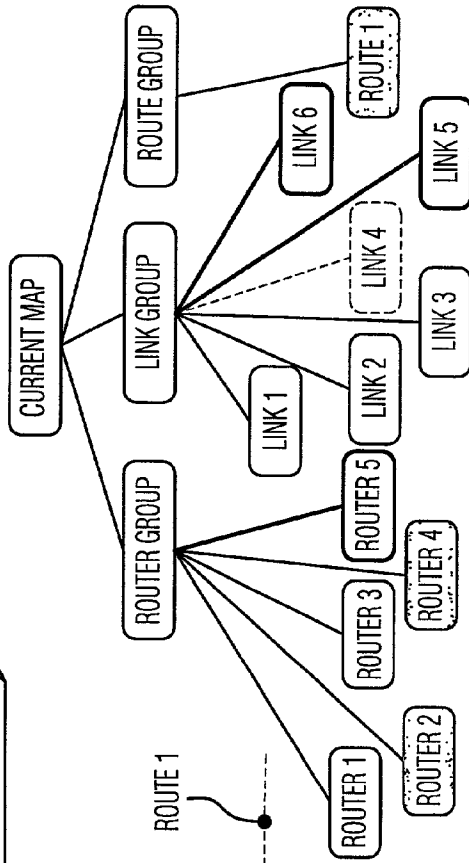 CURRENT MAP
ROUTER GROUP
LINK GROUP
ROUTE GROUP
ROUTER 1
ROUTER 2
ROUTER 3
ROUTER 4
ROUTER 5
LINK 1
LINK 2
LINK 3
LINK 4
LINK 5
LINK 6
ROUTE 1
ROUTE 1